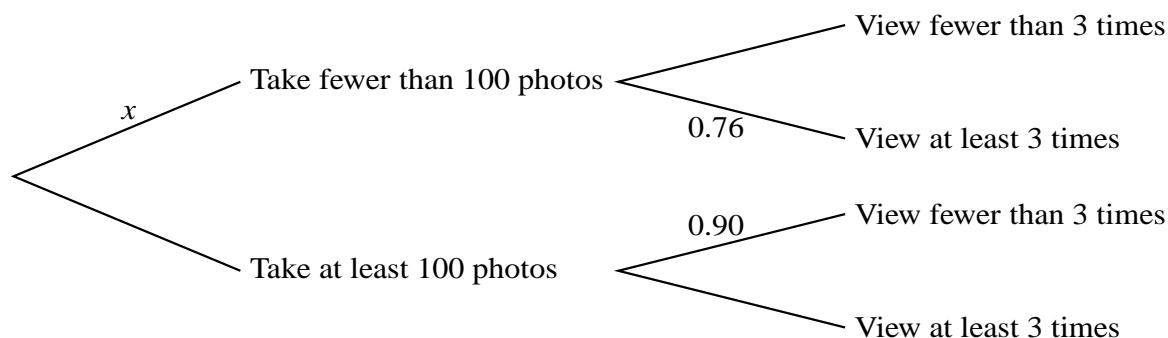 View fewer than 3 times
Take fewer than 100 photos
x
0.76
View at least 3 times
0.90
View fewer than 3 times
Take at least 100 photos
View at least 3 times